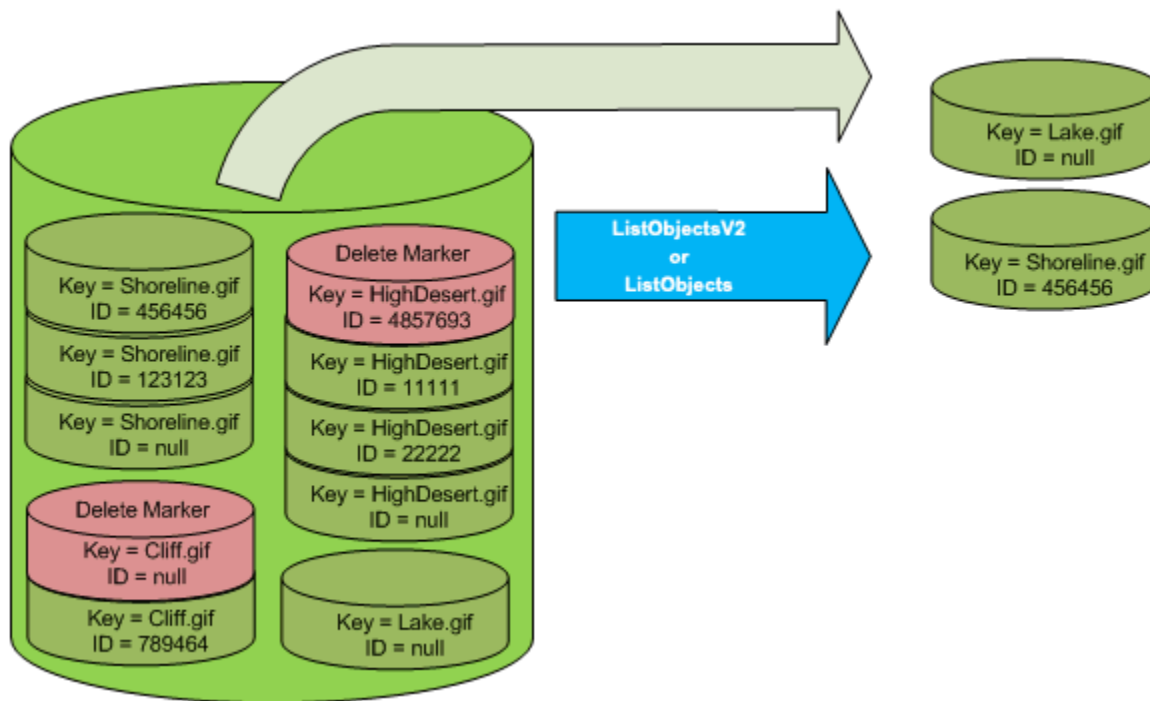 Key = Shoreline.gif
ID = 456456
Key = Shoreline.gif
ID = 123123
Key = Shoreline.gif
ID = null
Delete Marker
Key = Cliff.gif
ID = null
Key = Cliff.gif
ID = 789464
Delete Marker
Key = HighDesert.gif
ID = 4857693
Key = HighDesert.gif
ID = 11111
Key = HighDesert.gif
ID = 22222
Key = HighDesert.gif
ID = null
Key = Lake.gif
ID = null
ListObjectsV2
or
ListObjects
Key = Lake.gif
ID = null
Key = Shoreline.gif
ID = 456456